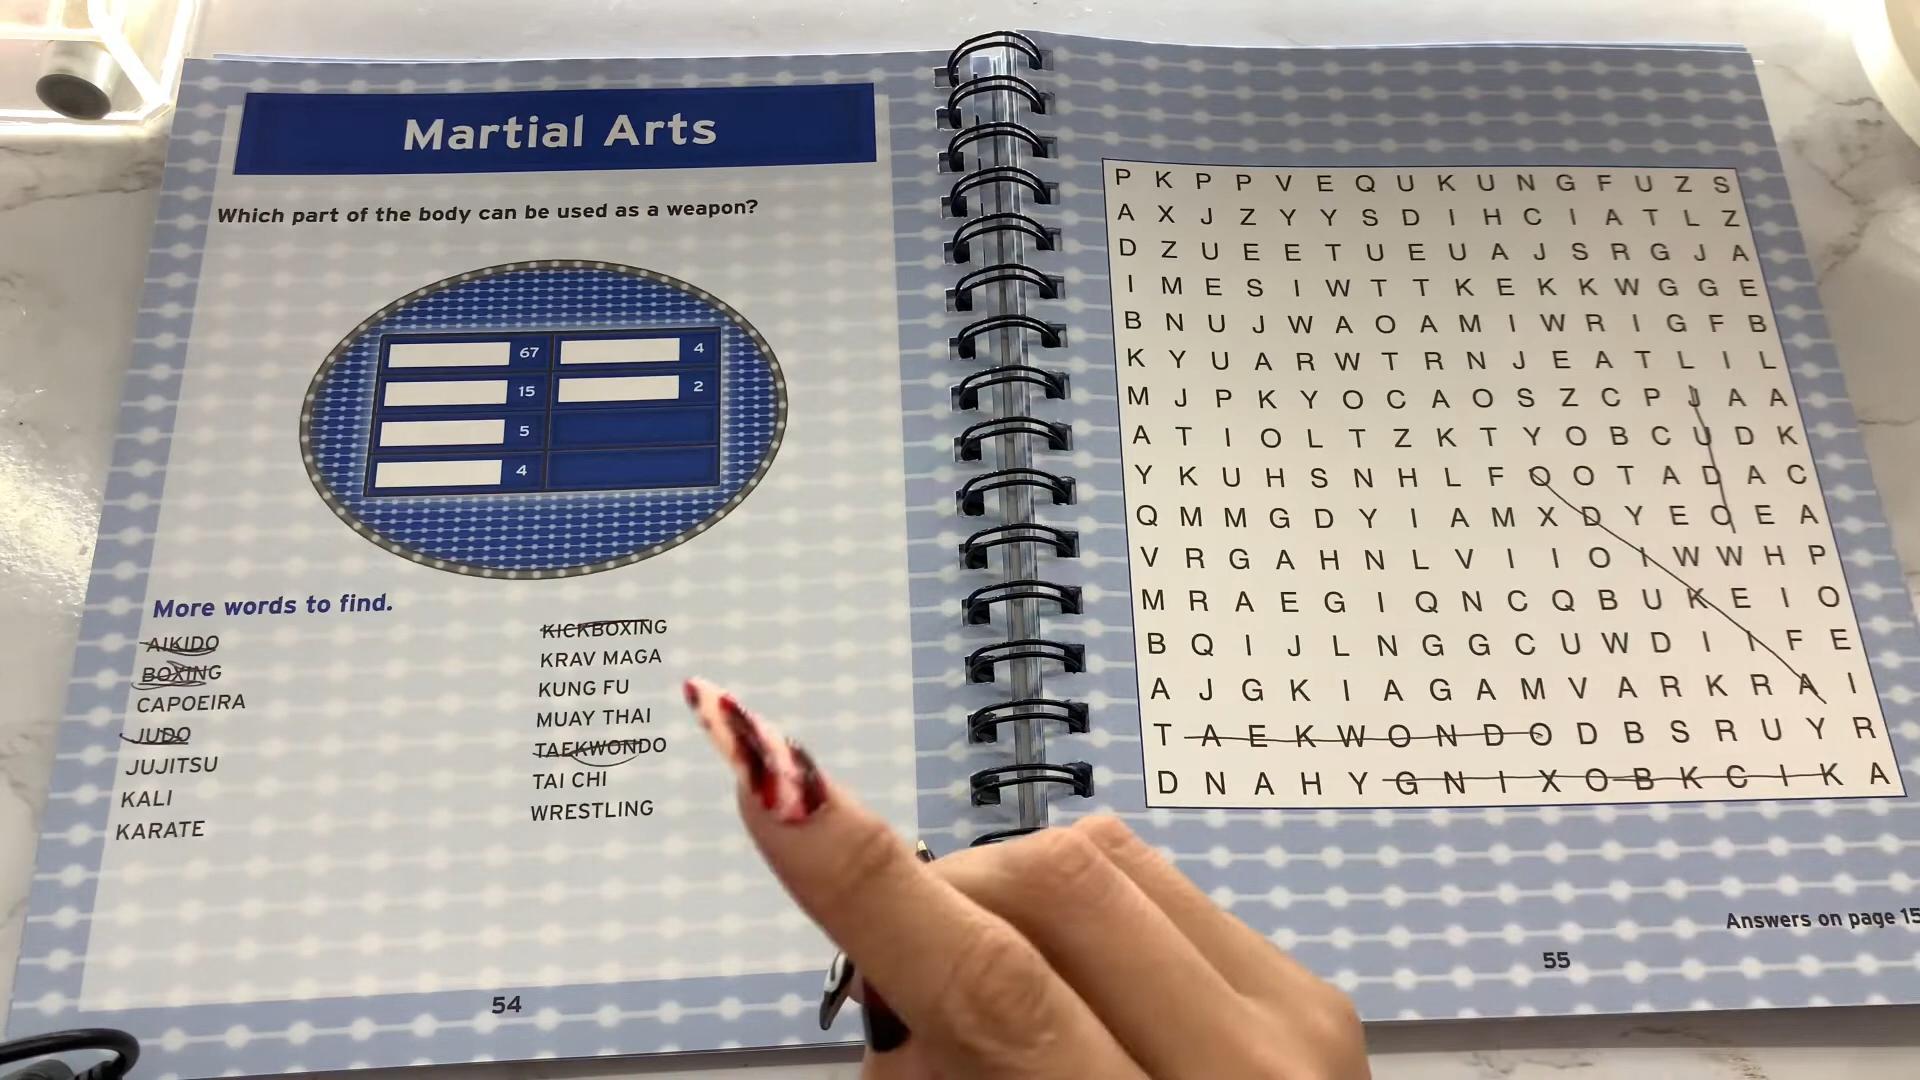 Martial Arts
Which part of the body can be used as a weapon?
67 4
15 2
5
4
More words to find.
AIKIDO
BOXING
CAPOEIRA
JUDO
JUJITSU
KALI
KARATE
KICKBOXING
KRAV MAGA
KUNG FU
MUAY THAI
TAEKWONDO
TAI CHI
WRESTLING
54
P K P P V E Q U K U N G F U Z S
A X J Z Y Y S D I H C I A T L Z
D Z U E E T U E U A J S R G J A
I M E S I W T T K E K K W G G E
B N U J W A O A M I W R I G F B
K Y U A R W T R N J E A T L I L
M J P K Y O C A O S Z C P J A A
A T I O L T Z K T Y O B C U D K
Y K U H S N H L F O O T A D A C
Q M M G D Y I A M X D Y E O E A
V R G A H N L V I I O I W W H P
M R A E G I Q N C Q B U K E I O
B Q I J L N G G C U W D I I F E
A J G K I A G A M V A R K R A I
T A E K W O N D O D B S R U Y R
D N A H Y G N I X O B K C I K A
Answers on page 15
55